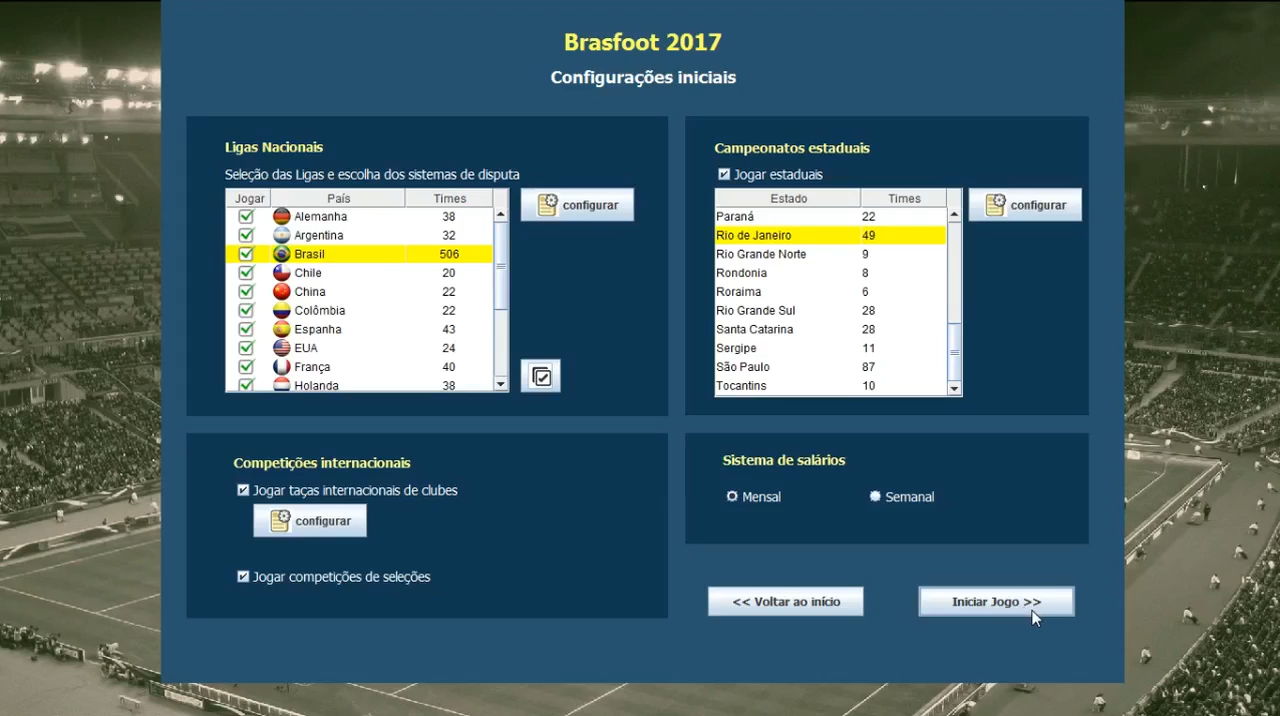 Brasfoot 2017
Configurações iniciais
Ligas Nacionais
Seleção das Ligas e escolha dos sistemas de disputa
Jogar País Times
Alemanha 38
Argentina 32
Brasil 506
Chile 20
China 22
Colômbia 22
Espanha 43
EUA 24
França 40
Holanda 38
configurar
Campeonatos estaduais
Jogar estaduais
Estado Times
Paraná 22
Rio de Janeiro 49
Rio Grande Norte 9
Rondonia 8
Roraima 6
Rio Grande Sul 28
Santa Catarina 28
Sergipe 11
São Paulo 87
Tocantins 10
configurar
Competições internacionais
Jogar taças internacionais de clubes
configurar
Jogar competições de seleções
Sistema de salários
Mensal Semanal
<< Voltar ao início
Iniciar Jogo >>